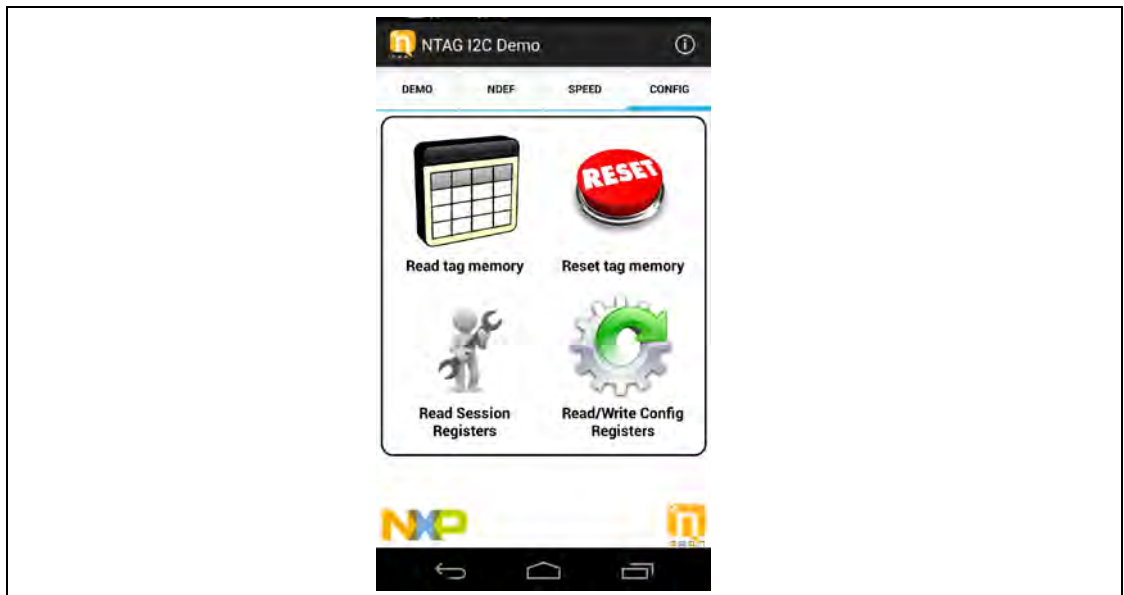 NTAG I2C Demo
DEMO NDEF SPEED CONFIG
RESET
Read tag memory Reset tag memory
Read Session Read/Write Config
Registers Registers
NXP